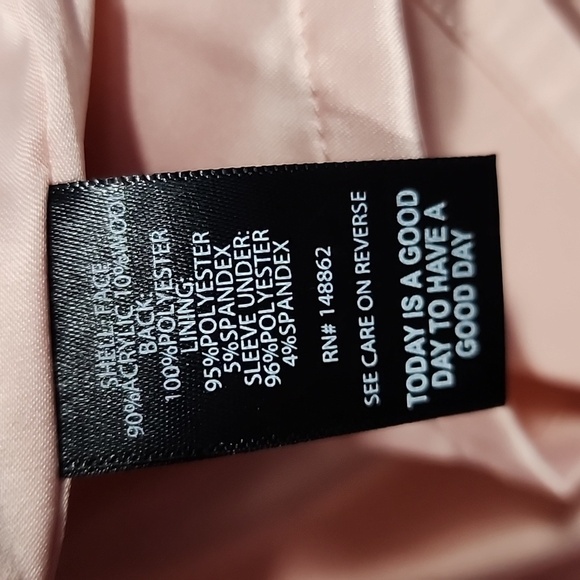 SHELL: FACE
90%ACRYLIC 10%WOOL
BACK
100%POLYESTER
LINING:
95%POLYESTER
5%SPANDEX
SLEEVE UNDER:
96%POLYESTER
4%SPANDEX
RN# 148862
SEE CARE ON REVERSE
TODAY IS A GOOD
DAY TO HAVE A
GOOD DAY